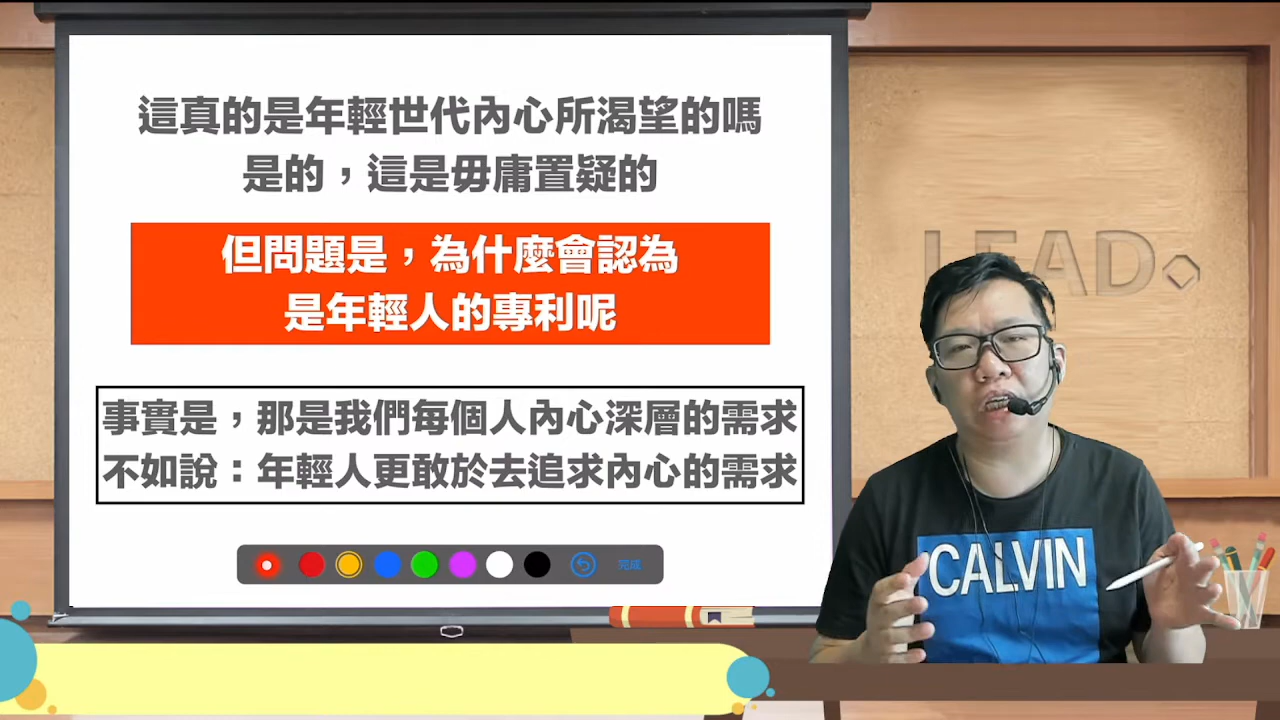 這真的是年輕世代內心所渴望的嗎
是的，這是毋庸置疑的
但問題是，為什麼會認為
是年輕人的專利呢
事實是，那是我們每個人內心深層的需求
不如說：年輕人更敢於去追求內心的需求
完成
LEAD
CALVIN